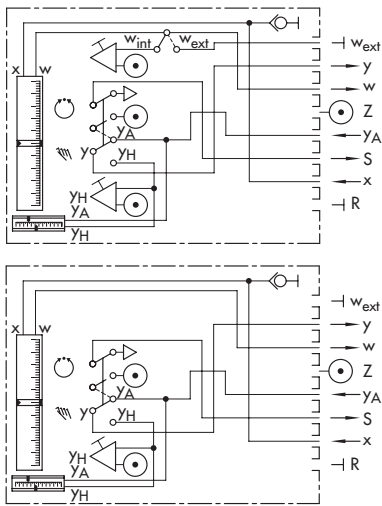 x w w_int w_ext w_ext
y
w
Z
y_A y_A
S
y y_H
x
y_H R
y_A
y_H
x w w_ext
y
w
Z
y_A y_A
S
y y_H
x
y_H R
y_A
y_H